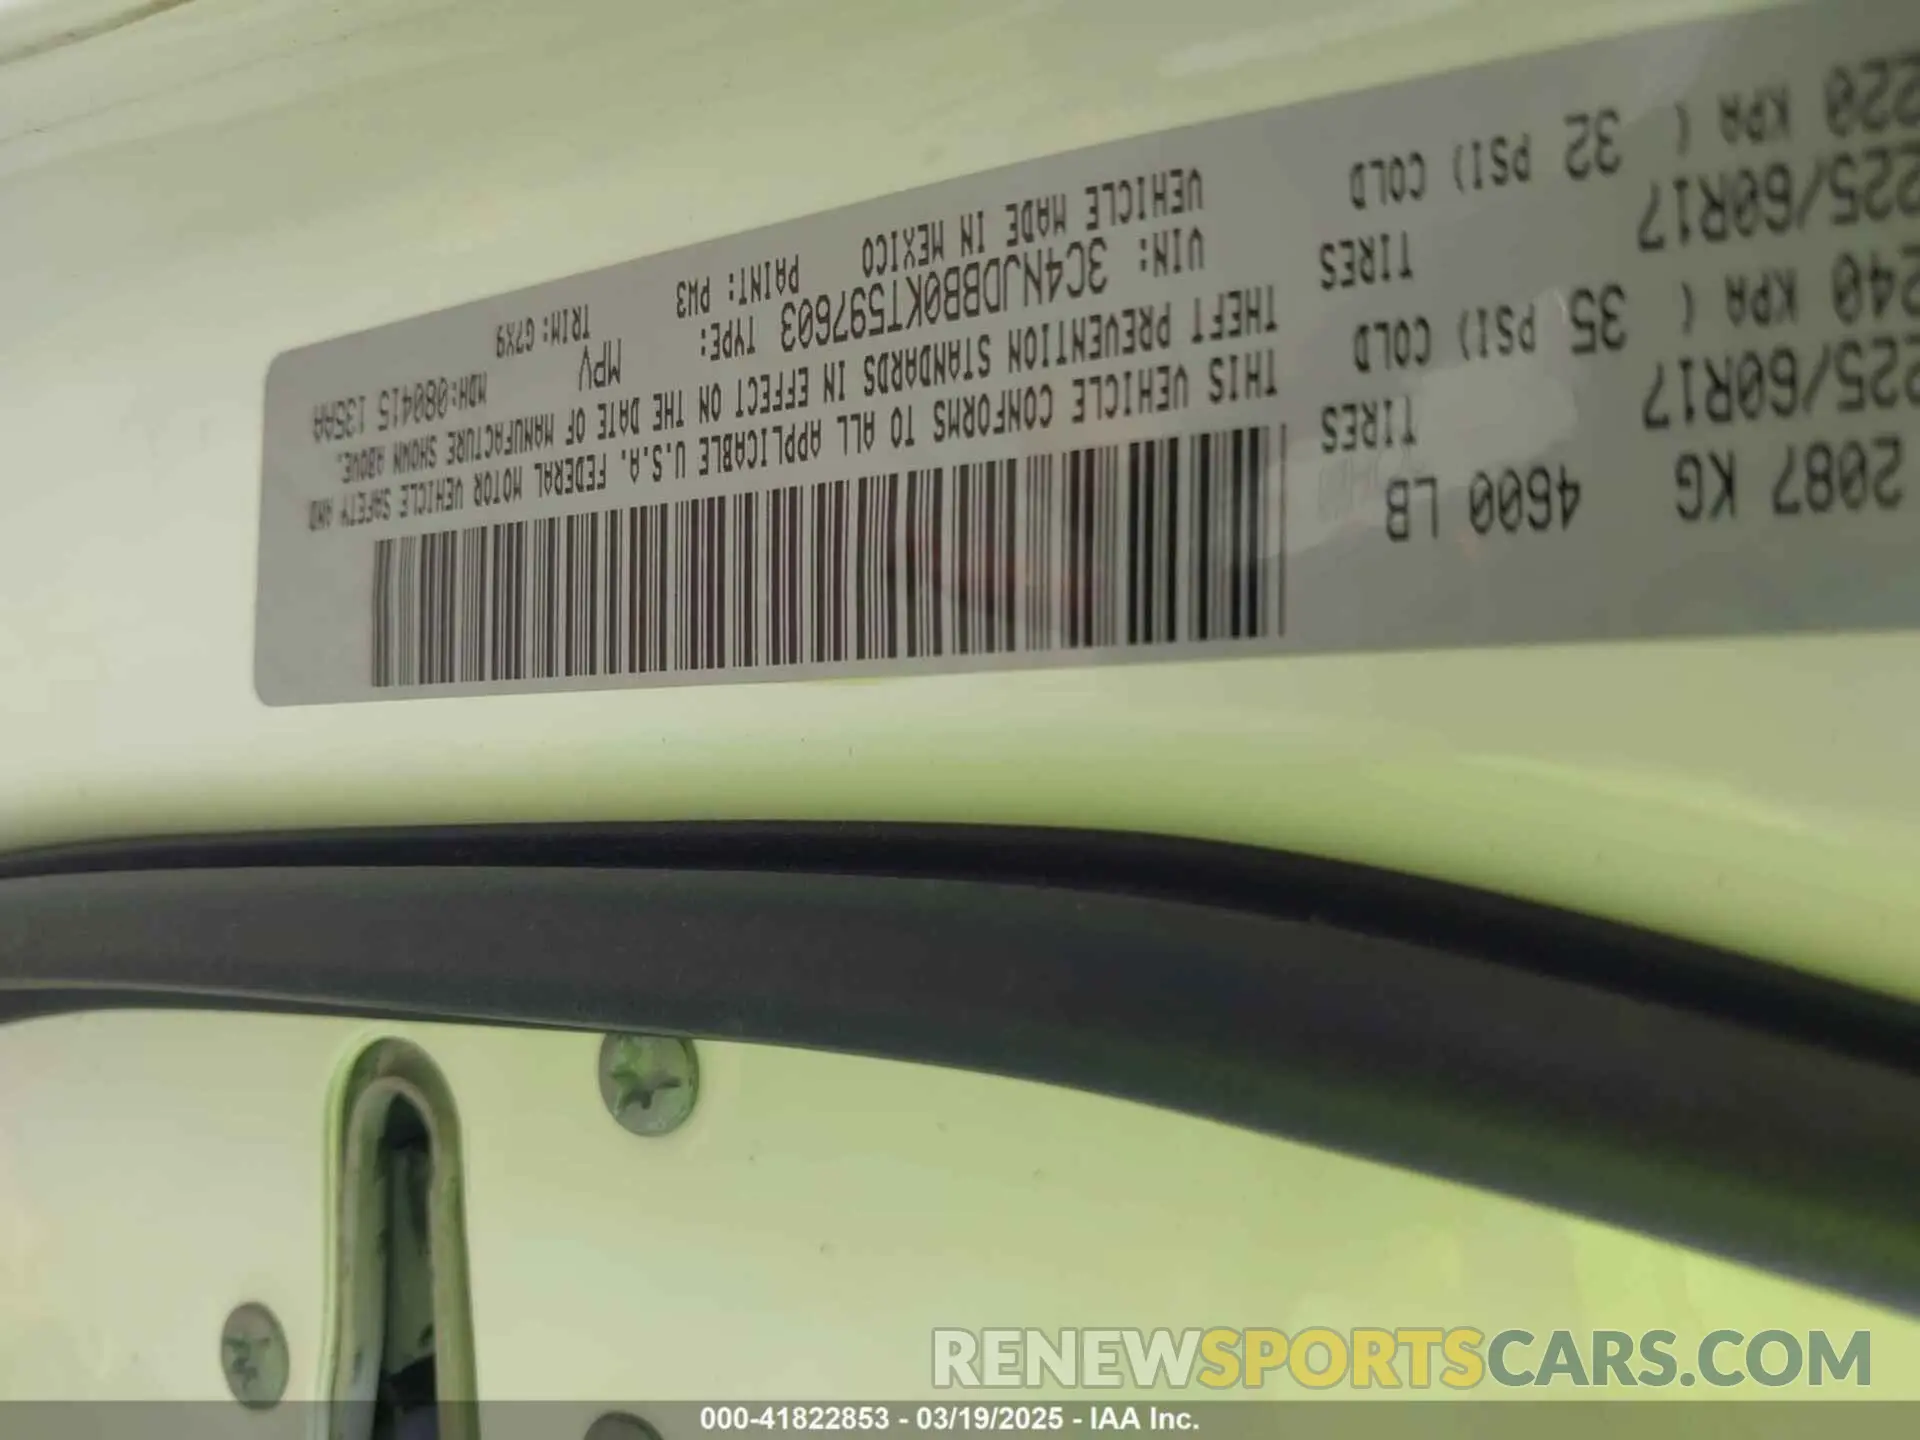 2087 KG 4600 LB
225/60R17 TIRES
240 KPA ( 35 PSI) COLD
225/60R17 TIRES
220 KPA ( 32 PSI) COLD
THIS VEHICLE CONFORMS TO ALL APPLICABLE U.S.A. FEDERAL MOTOR VEHICLE SAFETY AND
THEFT PREVENTION STANDARDS IN EFFECT ON THE DATE OF MANUFACTURE SHOWN ABOVE.
VIN: 3C4NJDBB0KT597603 TYPE: MPV MDH:080415 135AA
VEHICLE MADE IN MEXICO PAINT: PW3 TRIM: G7X9
RENEWSPORTSCARS.COM
000-41822853 - 03/19/2025 - IAA Inc.